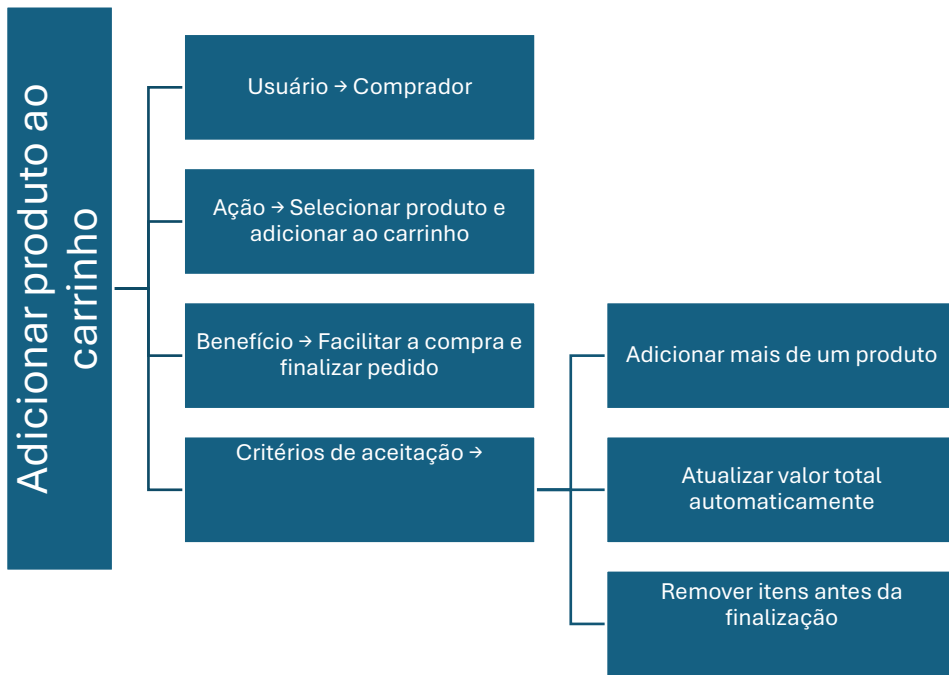 Adicionar produto ao
carrinho
Usuário → Comprador
Ação → Selecionar produto e
adicionar ao carrinho
Benefício → Facilitar a compra e
finalizar pedido
Critérios de aceitação →
Adicionar mais de um produto
Atualizar valor total
automaticamente
Remover itens antes da
finalização